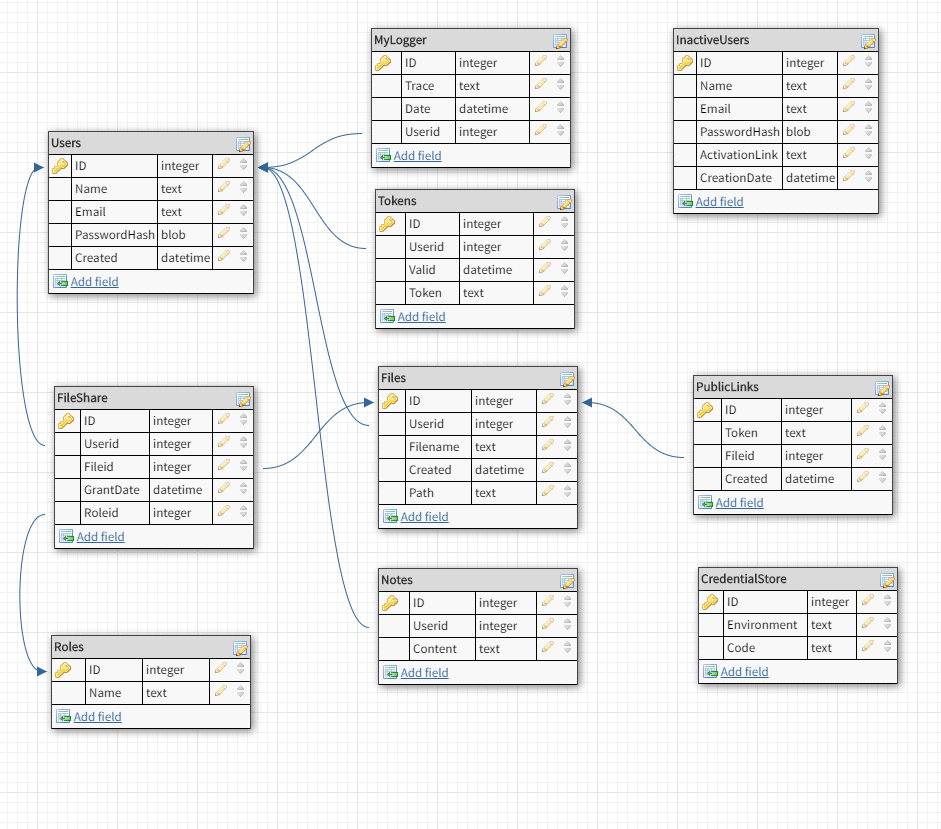 MyLogger
ID integer
Trace text
Date datetime
Userid integer
Add field
InactiveUsers
ID integer
Name text
Email text
PasswordHash blob
ActivationLink text
CreationDate datetime
Add field
Users
ID integer
Name text
Email text
PasswordHash blob
Created datetime
Add field
Tokens
ID integer
Userid integer
Valid datetime
Token text
Add field
FileShare
ID integer
Userid integer
Fileid integer
GrantDate datetime
Roleid integer
Add field
Files
ID integer
Userid integer
Filename text
Created datetime
Path text
Add field
PublicLinks
ID integer
Token text
Fileid integer
Created datetime
Add field
Notes
ID integer
Userid integer
Content text
Add field
CredentialStore
ID integer
Environment text
Code text
Add field
Roles
ID integer
Name text
Add field